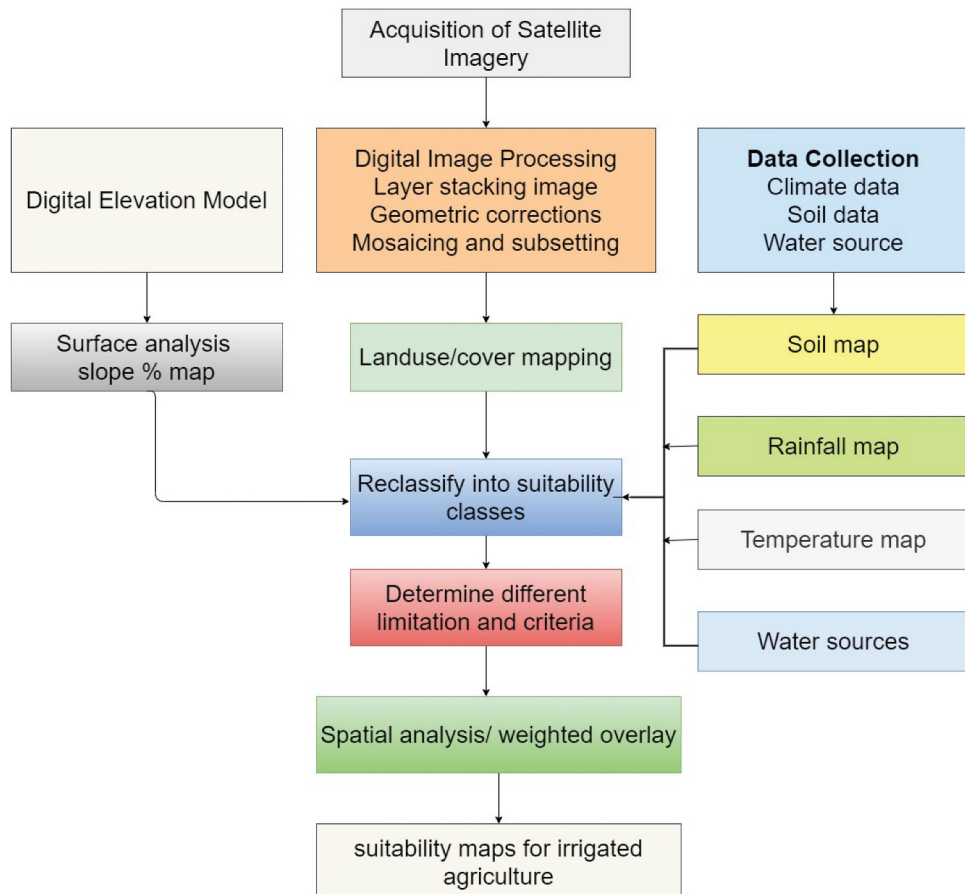 Acquisition of Satellite
Imagery
Digital Elevation Model
Digital Image Processing
Layer stacking image
Geometric corrections
Mosaicing and subsetting
Data Collection
Climate data
Soil data
Water source
Surface analysis
slope % map
Landuse/cover mapping
Soil map
Rainfall map
Reclassify into suitability
classes
Temperature map
Determine different
limitation and criteria
Water sources
Spatial analysis/ weighted overlay
suitability maps for irrigated
agriculture